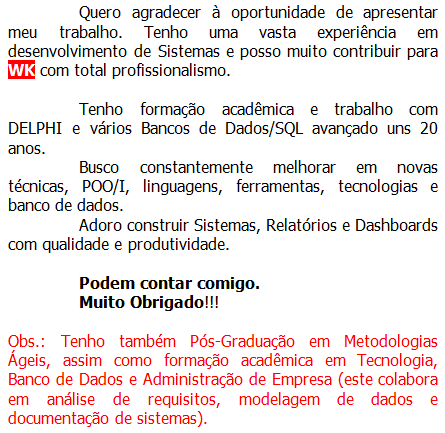 Quero agradecer à oportunidade de apresentar
meu trabalho. Tenho uma vasta experiência em
desenvolvimento de Sistemas e posso muito contribuir para
WK com total profissionalismo.
Tenho formação acadêmica e trabalho com
DELPHI e vários Bancos de Dados/SQL avançado uns 20
anos.
Busco constantemente melhorar em novas
técnicas, POO/I, linguagens, ferramentas, tecnologias e
banco de dados.
Adoro construir Sistemas, Relatórios e Dashboards
com qualidade e produtividade.
Podem contar comigo.
Muito Obrigado!!!
Obs.: Tenho também Pós-Graduação em Metodologias
Ágeis, assim como formação acadêmica em Tecnologia,
Banco de Dados e Administração de Empresa (este colabora
em análise de requisitos, modelagem de dados e
documentação de sistemas).